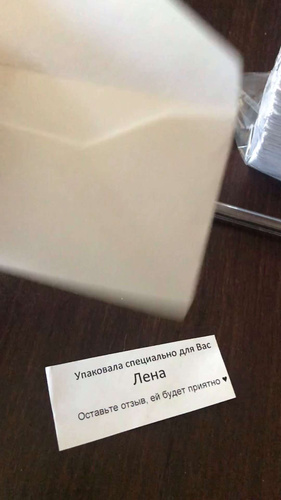 Упаковала специально для Вас
Лена
Оставьте отзыв, ей будет приятно ♥